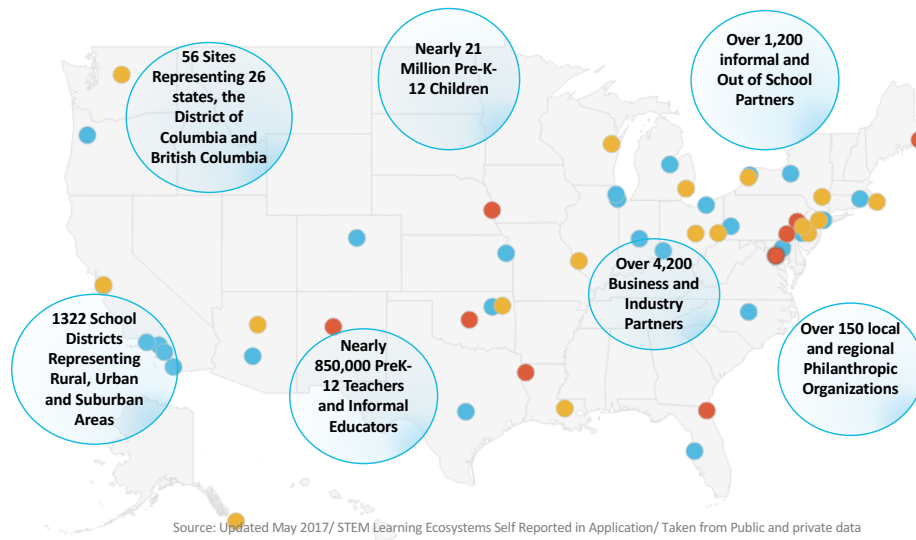 56 Sites
Representing 26
states, the
District of
Columbia and
British Columbia
Nearly 21
Million Pre-K-
12 Children
Over 1,200
informal and
Out of School
Partners
1322 School
Districts
Representing
Rural, Urban
and Suburban
Areas
Nearly
850,000 PreK-
12 Teachers
and Informal
Educators
Over 4,200
Business and
Industry
Partners
Over 150 local
and regional
Philanthropic
Organizations
Source: Updated May 2017/ STEM Learning Ecosystems Self Reported in Application/ Taken from Public and private data